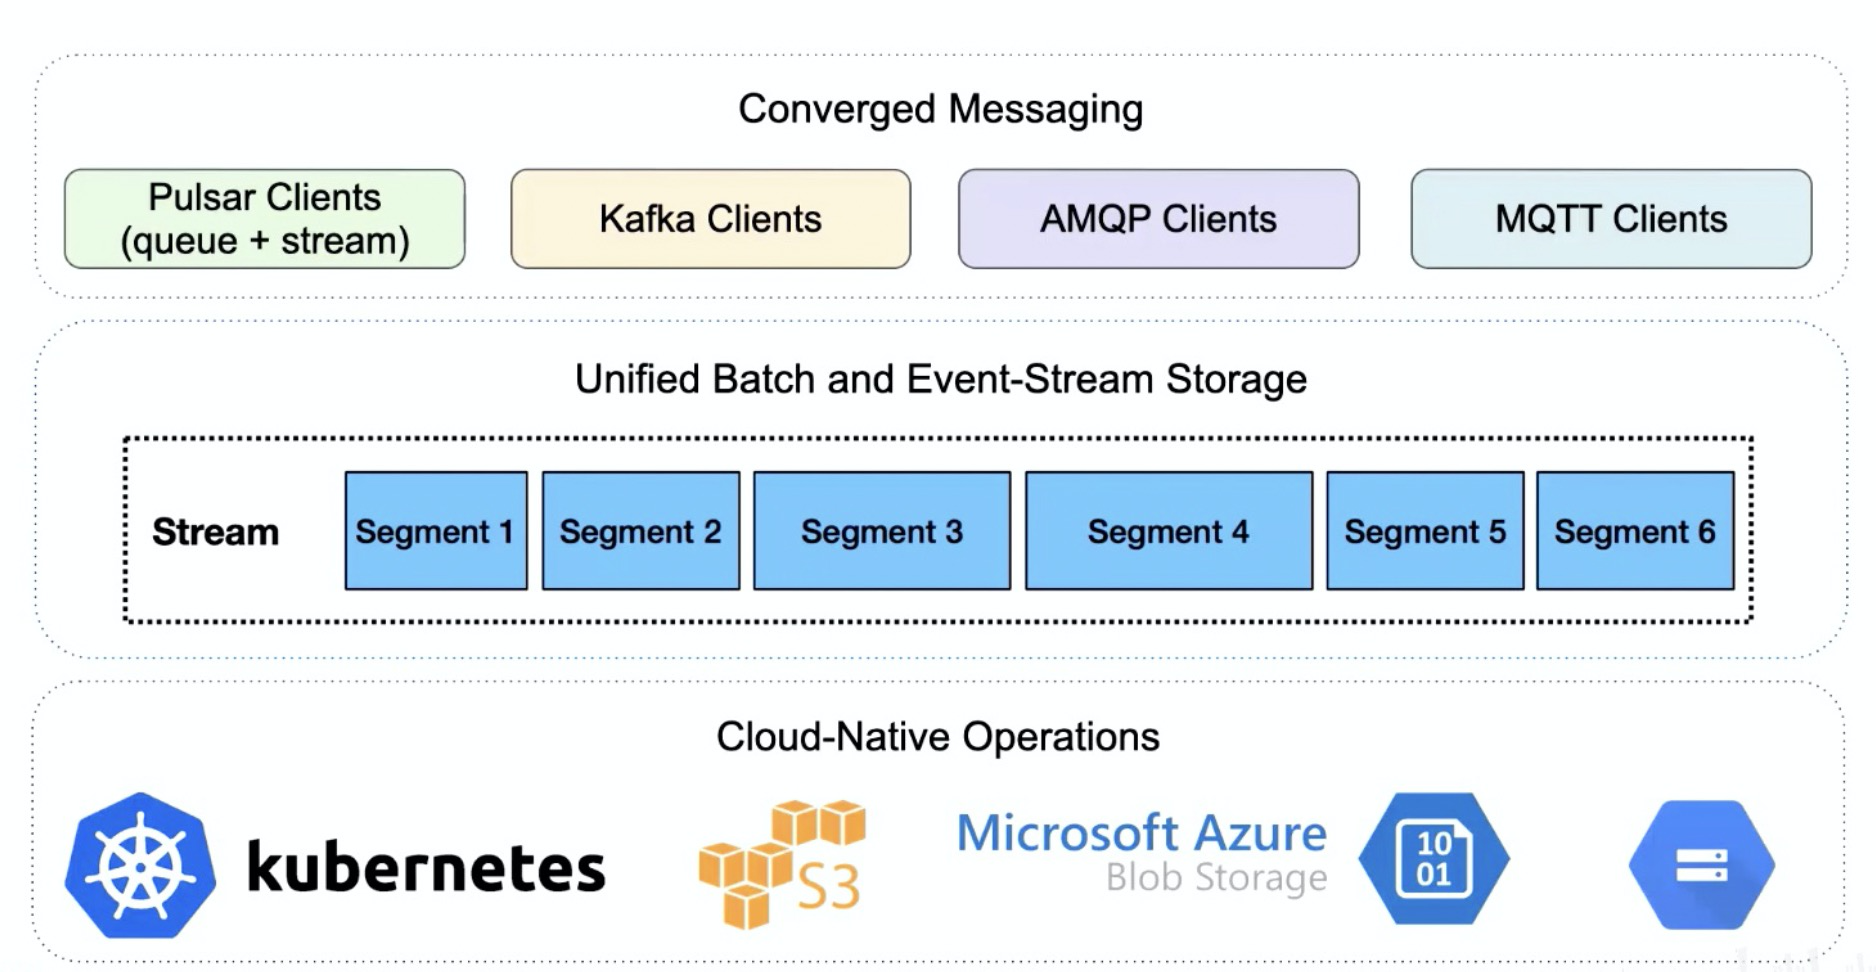 Converged Messaging
Pulsar Clients
(queue + stream)
Kafka Clients
AMQP Clients
MQTT Clients
Unified Batch and Event-Stream Storage
Stream
Segment 1
Segment 2
Segment 3
Segment 4
Segment 5
Segment 6
Cloud-Native Operations
kubernetes
S3
Microsoft Azure
Blob Storage
10
01